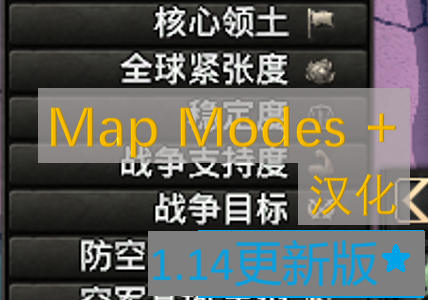 核心领土
全球紧张度
稳定度
Map Modes +
战争支持度
汉化
战争目标
防空
1.14更新版★